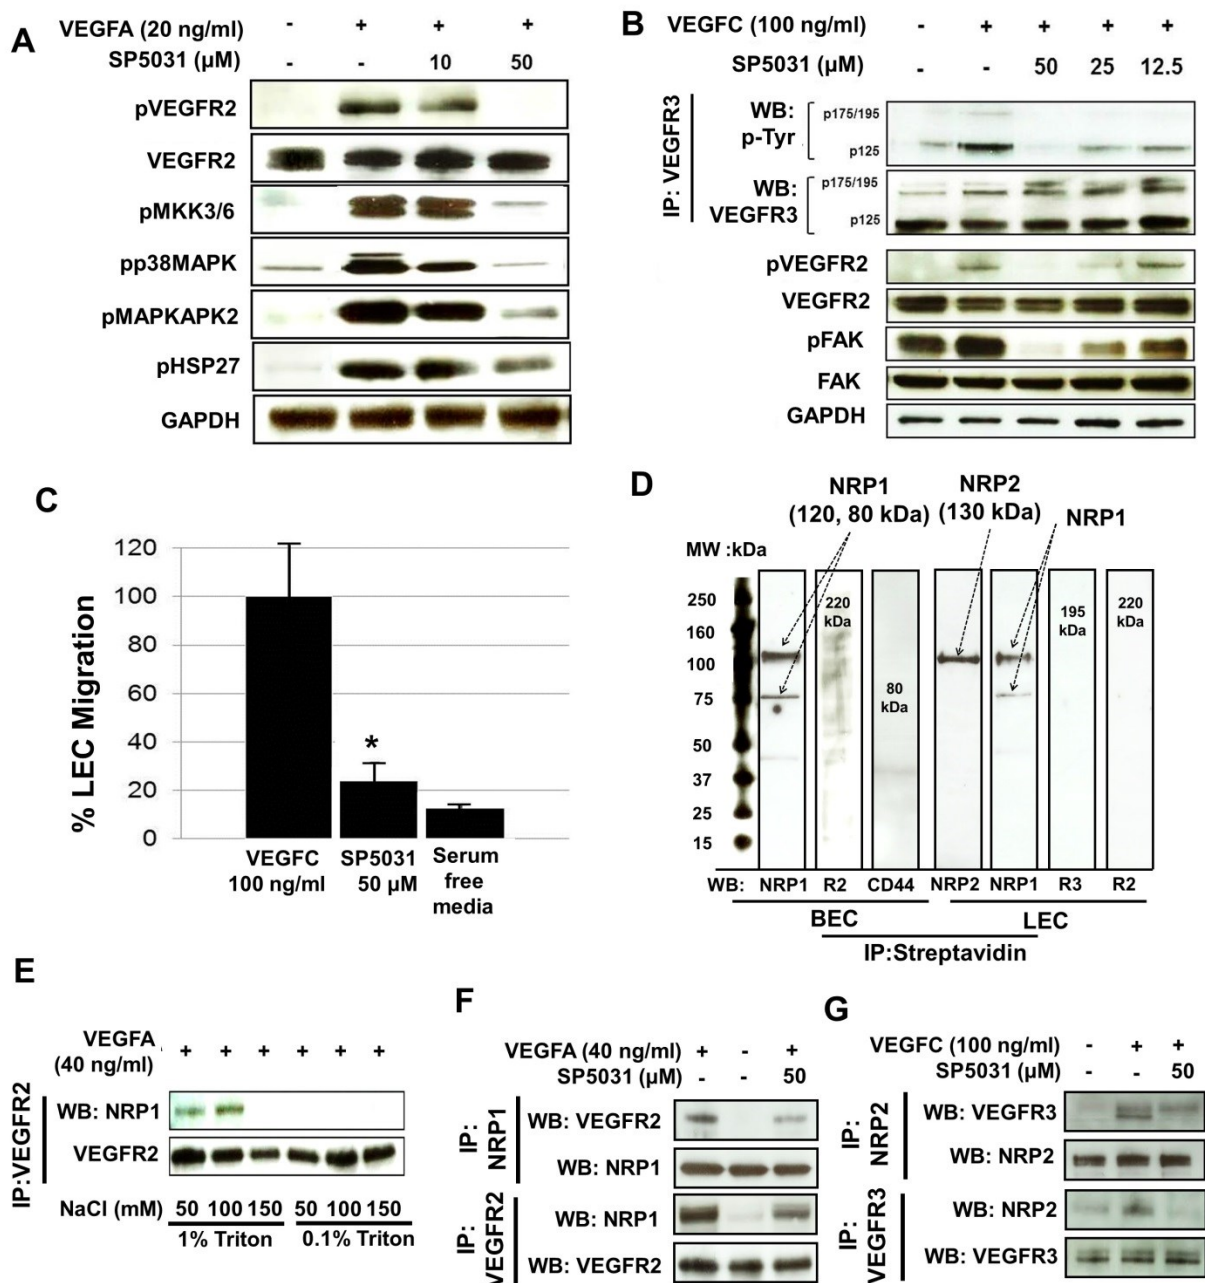 A
VEGFA (20 ng/ml) - + + +
SP5031 (µM) - - 10 50
pVEGFR2
VEGFR2
pMKK3/6
pp38MAPK
pMAPKAPK2
pHSP27
GAPDH
B
VEGFC (100 ng/ml) - + + + +
SP5031 (µM) - - 50 25 12.5
IP: VEGFR3
WB:
p-Tyr
p175/195
p125
WB:
VEGFR3
p175/195
p125
pVEGFR2
VEGFR2
pFAK
FAK
GAPDH
C
% LEC Migration
120
100
80
60
40
20
0
*
VEGFC
100 ng/ml
SP5031
50 µM
Serum
free
media
D
NRP1
(120, 80 kDa)
NRP2
(130 kDa)
NRP1
MW :kDa
250
160
100
75
50
37
25
15
220
kDa
80
kDa
195
kDa
220
kDa
WB: NRP1 R2 CD44 NRP2 NRP1 R3 R2
BEC LEC
IP:Streptavidin
E
VEGFA
(40 ng/ml)
+ + + + + +
IP:VEGFR2
WB: NRP1
VEGFR2
NaCl (mM) 50 100 150 50 100 150
1% Triton 0.1% Triton
F
VEGFA (40 ng/ml) + - +
SP5031 (µM) - - 50
IP:
NRP1
WB: VEGFR2
WB: NRP1
IP:
VEGFR2
WB: NRP1
WB: VEGFR2
G
VEGFC (100 ng/ml) - + +
SP5031 (µM) - - 50
IP:
NRP2
WB: VEGFR3
WB: NRP2
IP:
VEGFR3
WB: NRP2
WB: VEGFR3